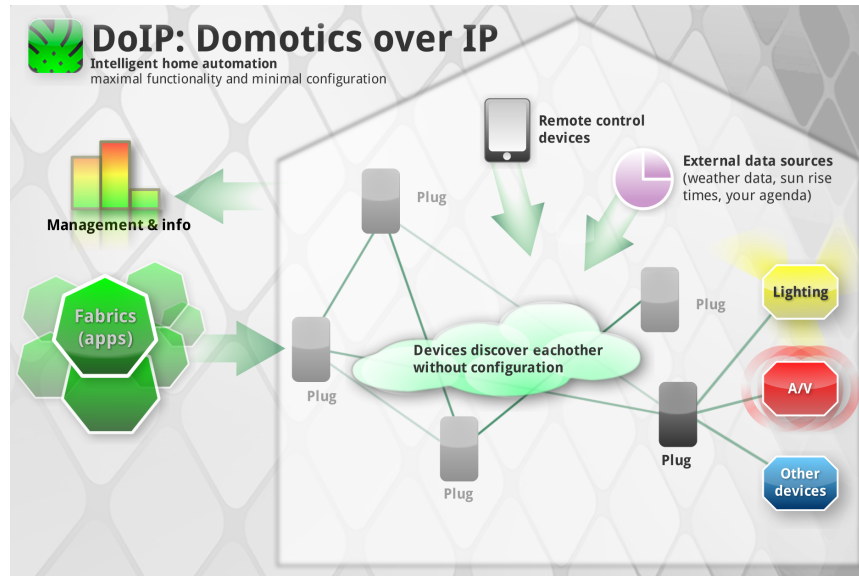 DoIP: Domotics over IP
Intelligent home automation
maximal functionality and minimal configuration
Remote control
devices
External data sources
(weather data, sun rise
times, your agenda)
Plug
Management & info
Lighting
Plug
Fabrics
(apps)
Devices discover eachother
without configuration
A/V
Plug
Plug
Other
devices
Plug